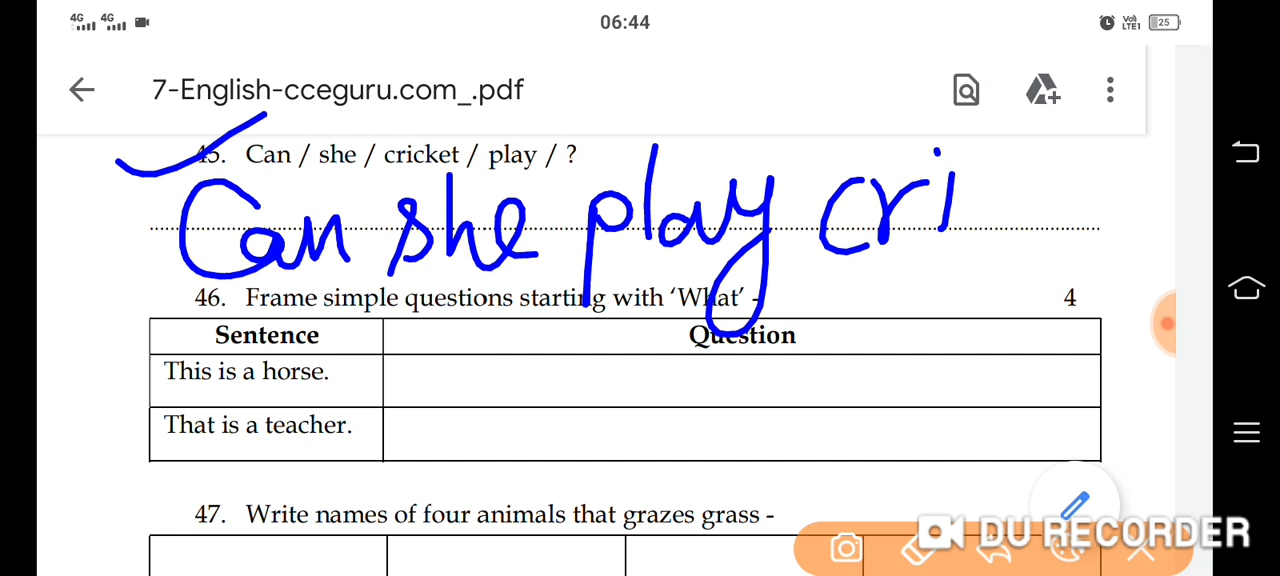 4G 4G 06:44 Vo) LTE1 25
7-English-cceguru.com_.pdf
45. Can / she / cricket / play / ?
Can she play cri
46. Frame simple questions starting with ‘What’ - 4
Sentence Question
This is a horse.
That is a teacher.
47. Write names of four animals that grazes grass -
DU RECORDER